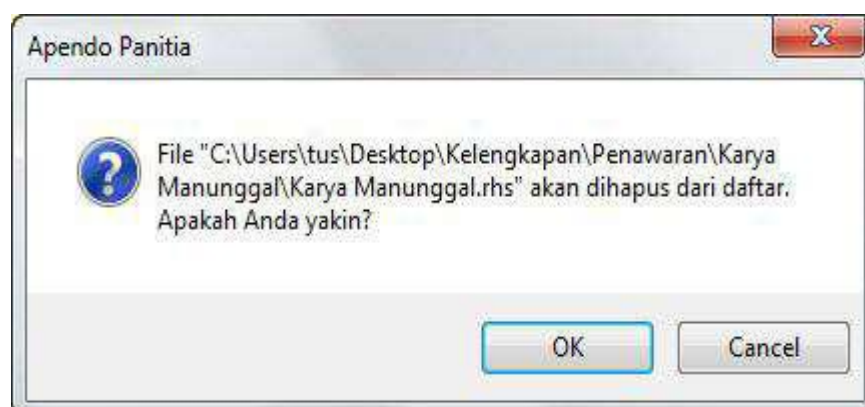 Apendo Panitia
File "C:\Users\tus\Desktop\Kelengkapan\Penawaran\Karya
Manunggal\Karya Manunggal.rhs" akan dihapus dari daftar.
Apakah Anda yakin?
OK
Cancel